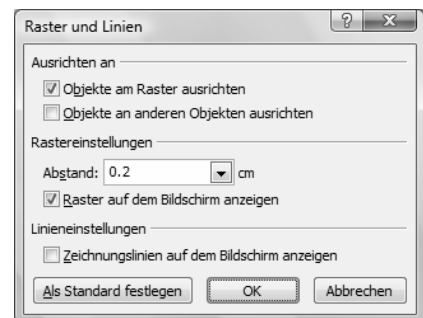 Raster und Linien
Ausrichten an
Objekte am Raster ausrichten
Objekte an anderen Objekten ausrichten
Rastereinstellungen
Abstand: 0.2 cm
Raster auf dem Bildschirm anzeigen
Linieneinstellungen
Zeichnungslinien auf dem Bildschirm anzeigen
Als Standard festlegen OK Abbrechen